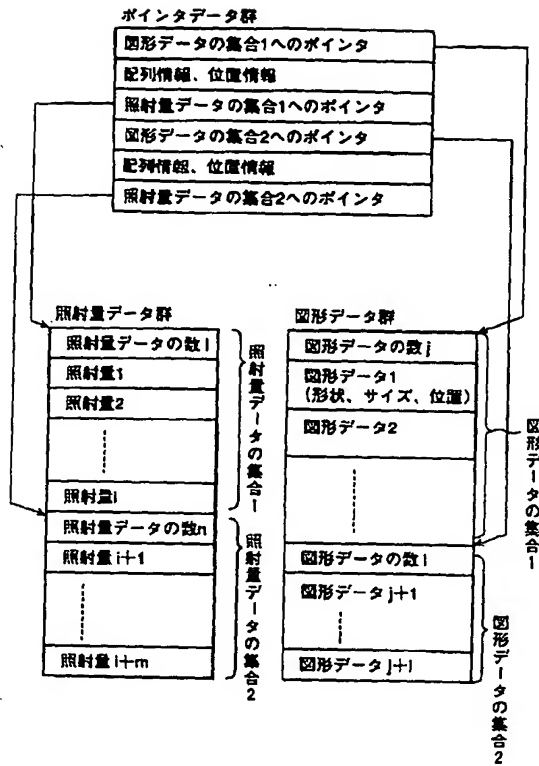 ポインタデータ群
図形データの集合1へのポインタ
配列情報、位置情報
照射量データの集合1へのポインタ
図形データの集合2へのポインタ
配列情報、位置情報
照射量データの集合2へのポインタ
照射量データ群
照射量データの数i
照射量1
照射量2
照射量i
照射量データの数n
照射量i+1
照射量i+m
照射量データの集合1
照射量データの集合2
図形データ群
図形データの数j
図形データ1
(形状、サイズ、位置)
図形データ2
図形データの数l
図形データj+1
図形データj+l
図形データの集合1
図形データの集合2